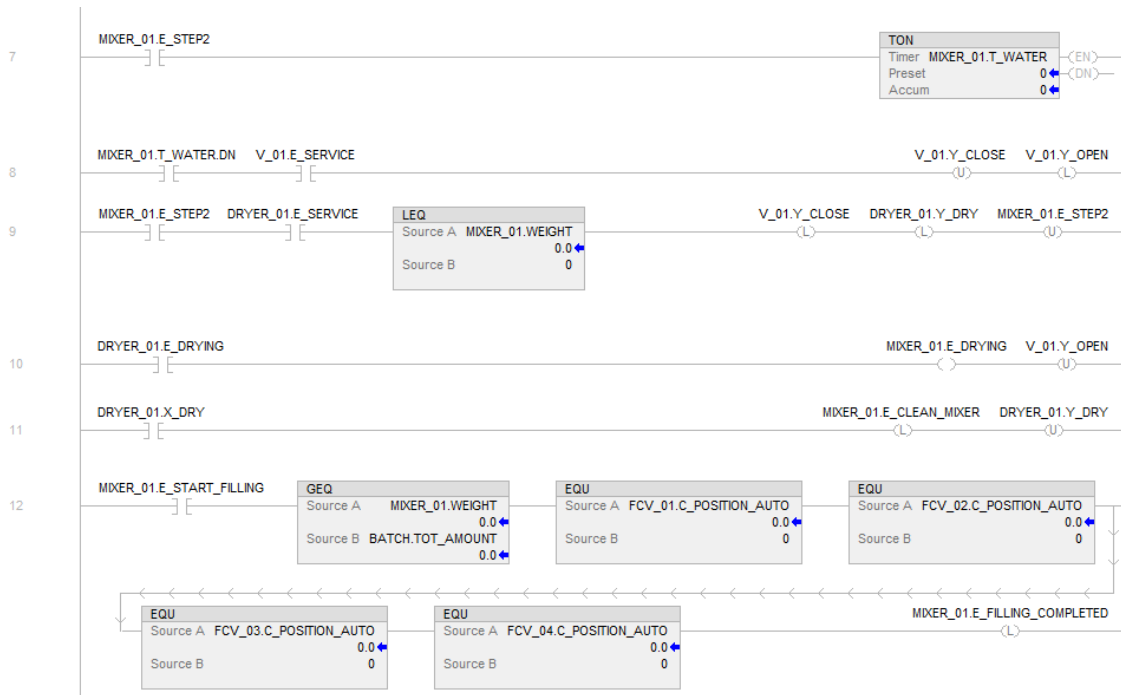 7
MIXER_01.E_STEP2
TON
Timer MIXER_01.T_WATER (EN)
Preset 0 (DN)
Accum 0
8
MIXER_01.T_WATER.DN V_01.E_SERVICE V_01.Y_CLOSE V_01.Y_OPEN
(U) (L)
9
MIXER_01.E_STEP2 DRYER_01.E_SERVICE V_01.Y_CLOSE DRYER_01.Y_DRY MIXER_01.E_STEP2
LEQ
Source A MIXER_01.WEIGHT
0.0
Source B 0
(L) (L) (U)
10
DRYER_01.E_DRYING MIXER_01.E_DRYING V_01.Y_OPEN
(U)
11
DRYER_01.X_DRY MIXER_01.E_CLEAN_MIXER DRYER_01.Y_DRY
(L) (U)
12
MIXER_01.E_START_FILLING
GEQ
Source A MIXER_01.WEIGHT
0.0
Source B BATCH.TOT_AMOUNT
0.0
EQU
Source A FCV_01.C_POSITION_AUTO
0.0
Source B 0
EQU
Source A FCV_02.C_POSITION_AUTO
0.0
Source B 0
EQU
Source A FCV_03.C_POSITION_AUTO
0.0
Source B 0
EQU
Source A FCV_04.C_POSITION_AUTO
0.0
Source B 0
MIXER_01.E_FILLING_COMPLETED
(L)